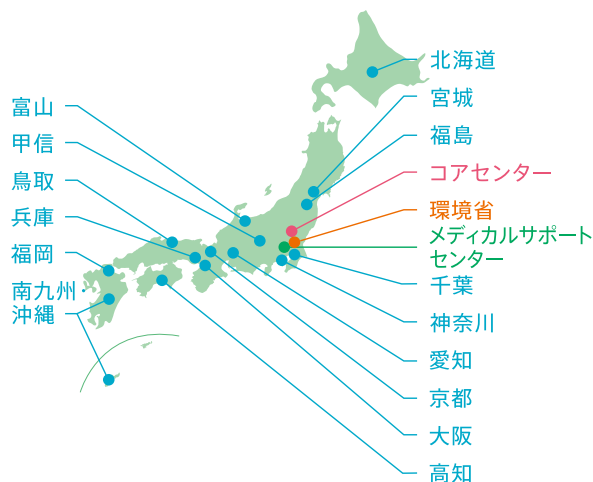 富山
甲信
鳥取
兵庫
福岡
南九州・
沖縄
北海道
宮城
福島
コアセンター
環境省
メディカルサポート
センター
千葉
神奈川
愛知
京都
大阪
高知